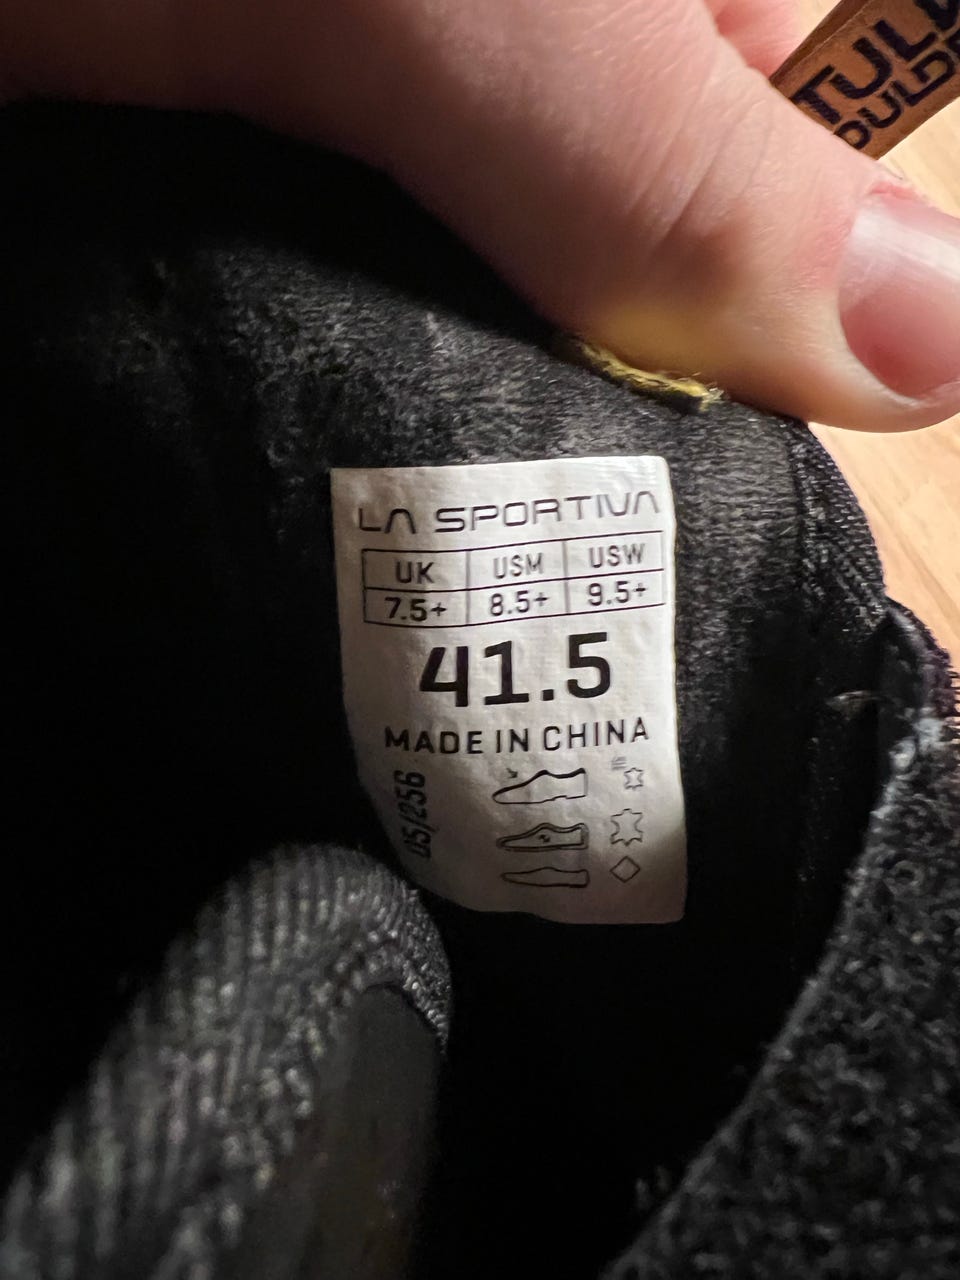 LA SPORTIVA
UK USM USW
7.5+ 8.5+ 9.5+
41.5
MADE IN CHINA
05/256